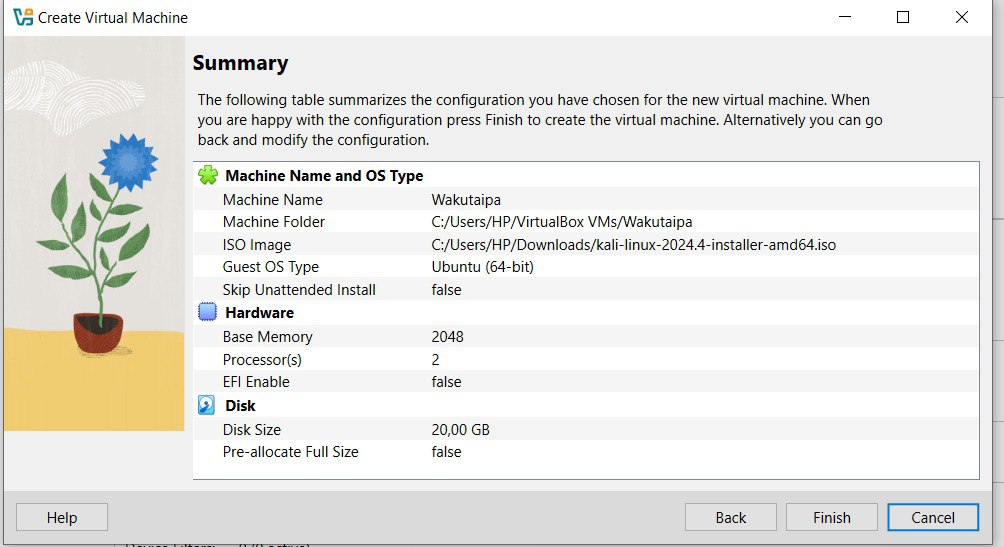 Create Virtual Machine
Summary
The following table summarizes the configuration you have chosen for the new virtual machine. When
you are happy with the configuration press Finish to create the virtual machine. Alternatively you can go
back and modify the configuration.
Machine Name and OS Type
Machine Name Wakutaipa
Machine Folder C:/Users/HP/VirtualBox VMs/Wakutaipa
ISO Image C:/Users/HP/Downloads/kali-linux-2024.4-installer-amd64.iso
Guest OS Type Ubuntu (64-bit)
Skip Unattended Install false
Hardware
Base Memory 2048
Processor(s) 2
EFI Enable false
Disk
Disk Size 20,00 GB
Pre-allocate Full Size false
Help Back Finish Cancel